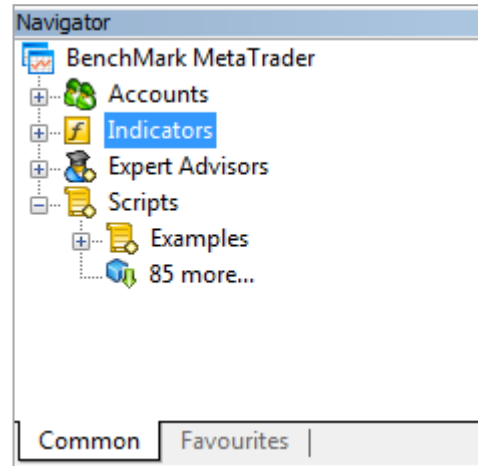 Navigator
BenchMark MetaTrader
Accounts
Indicators
Expert Advisors
Scripts
Examples
85 more...
Common Favourites